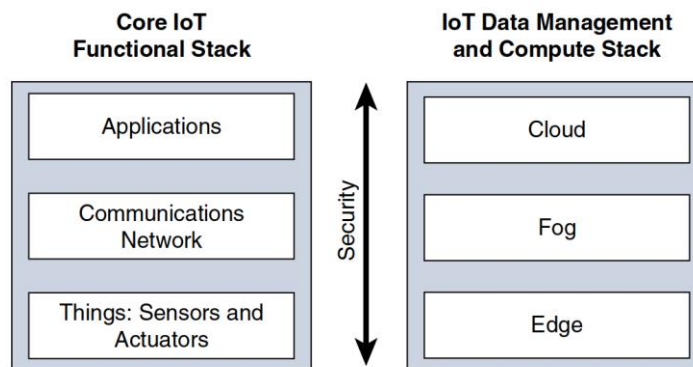 Core IoT
Functional Stack
Applications
Communications
Network
Things: Sensors and
Actuators
Security
IoT Data Management
and Compute Stack
Cloud
Fog
Edge